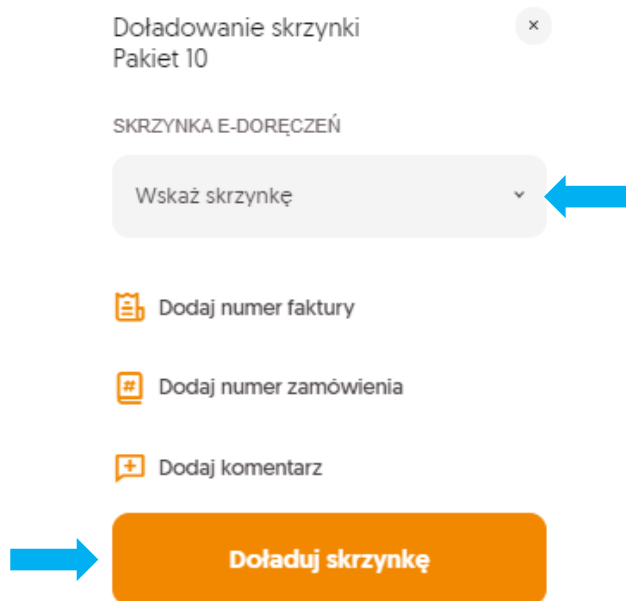 Doładowanie skrzynki
Pakiet 10
×
SKRZYNKA E-DORĘCZEŃ
Wskaż skrzynkę
Dodaj numer faktury
#
Dodaj numer zamówienia
Dodaj komentarz
Doładuj skrzynkę